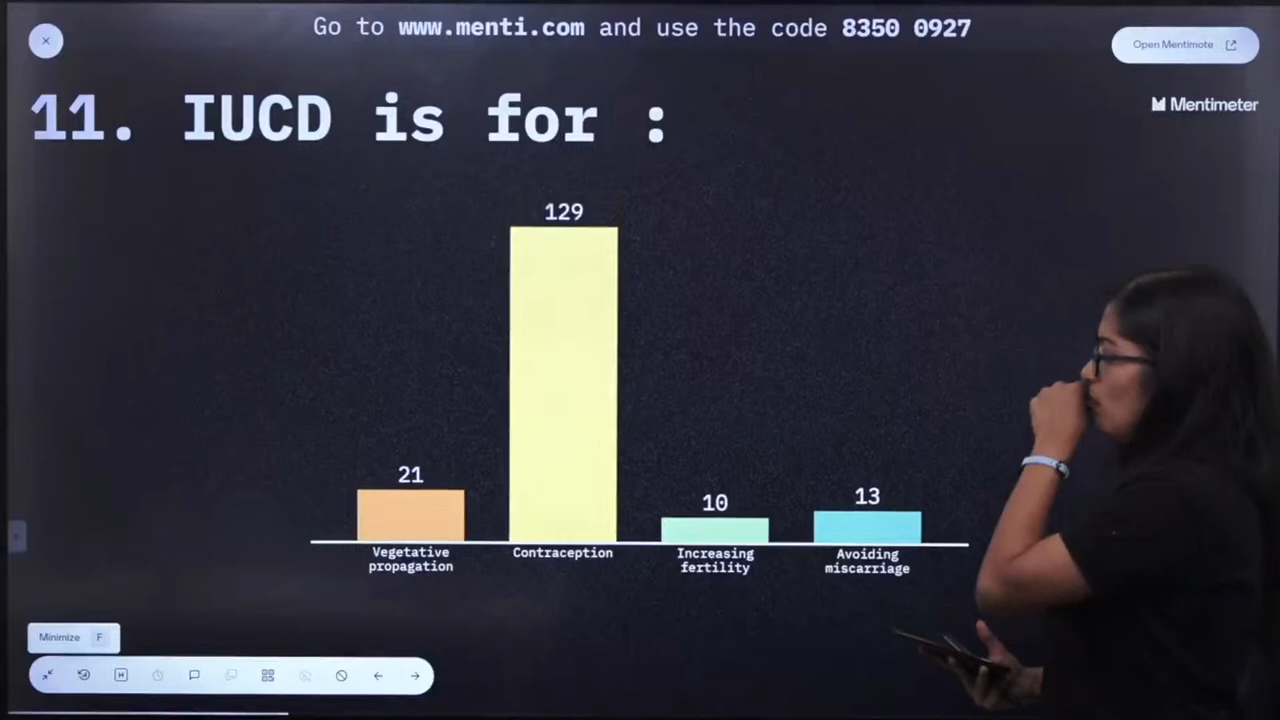 Go to www.menti.com and use the code 8350 0927
Open Mentimote
Mentimeter
11. IUCD is for :
129
21
10
13
Vegetative
propagation
Contraception
Increasing
fertility
Avoiding
miscarriage
Minimize F
H